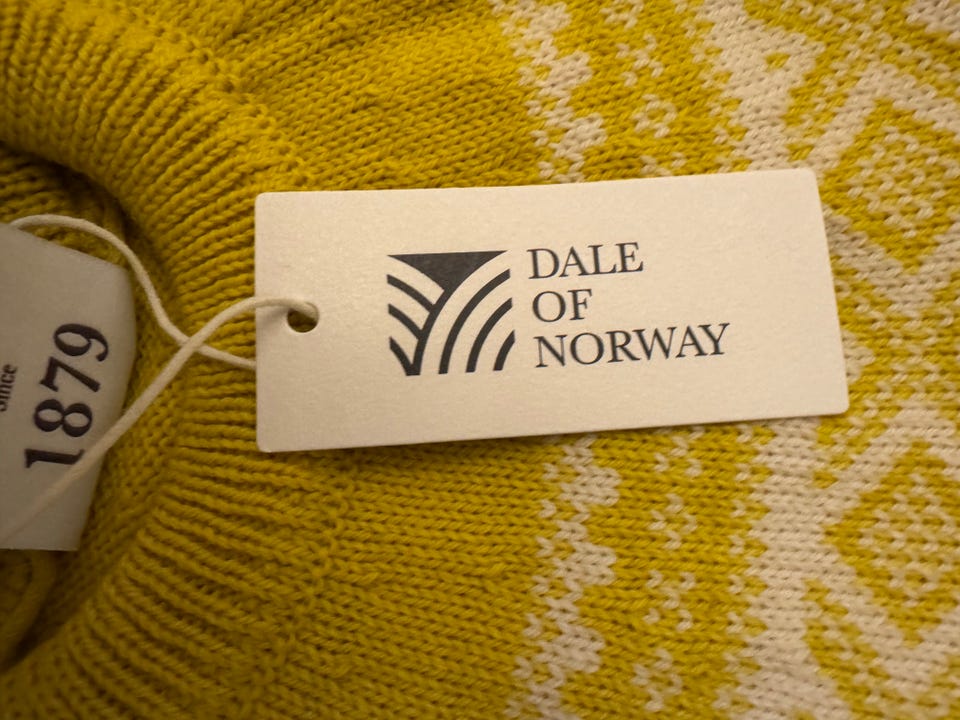 DALE
OF
NORWAY
Since
1879